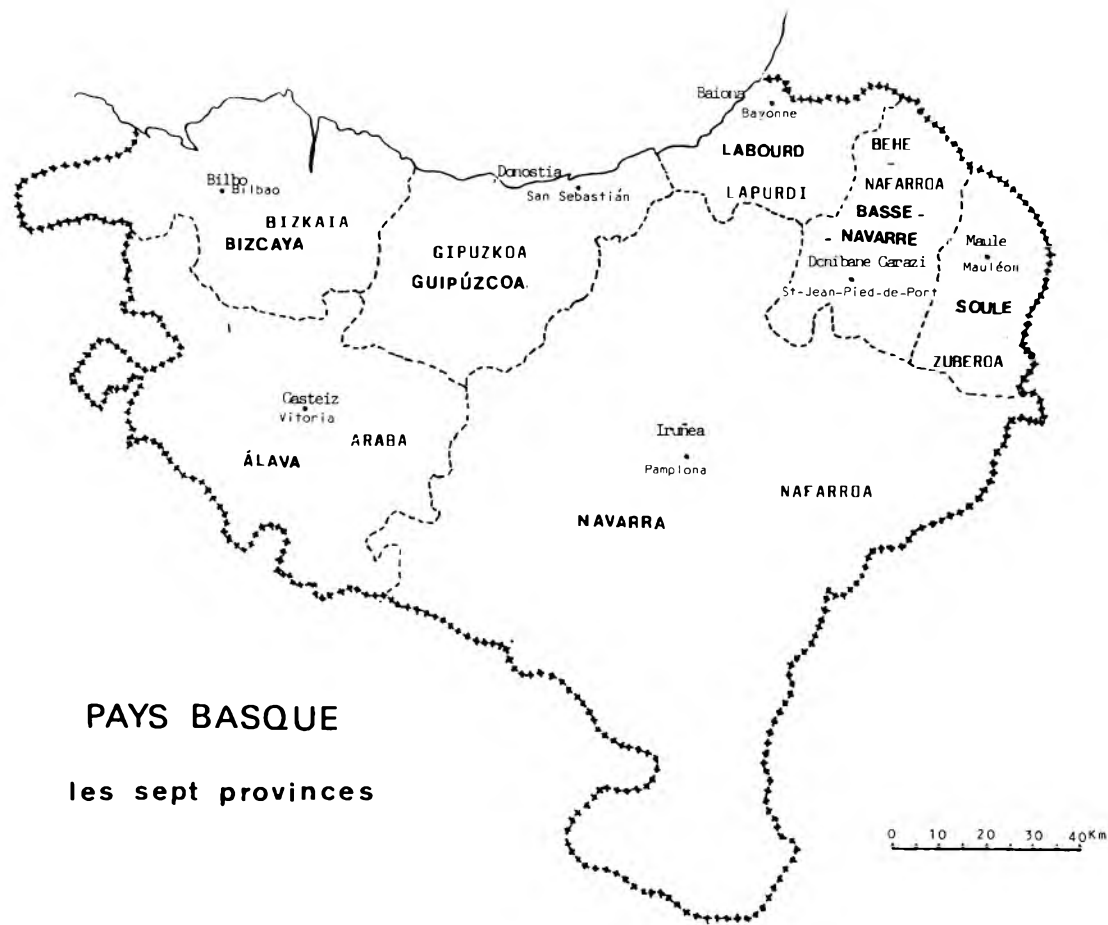 Baiona
Bayonne
LABOURD
LAPURDI
BEHE
-
NAFARROA
BASSE -
- NAVARRE
Donibane Garazi
St-Jean-Pied-de-Port
Maule
Mauléon
SOULE
ZUBEROA
Bilbo
Bilbao
BIZKAIA
BIZCAYA
Donostia
San Sebastián
GIPUZKOA
GUIPÚZCOA
Gasteiz
Vitoria
ARABA
ÁLAVA
Iruñea
Pamplona
NAFARROA
NAVARRA
PAYS BASQUE
les sept provinces
0 10 20 30 40Km